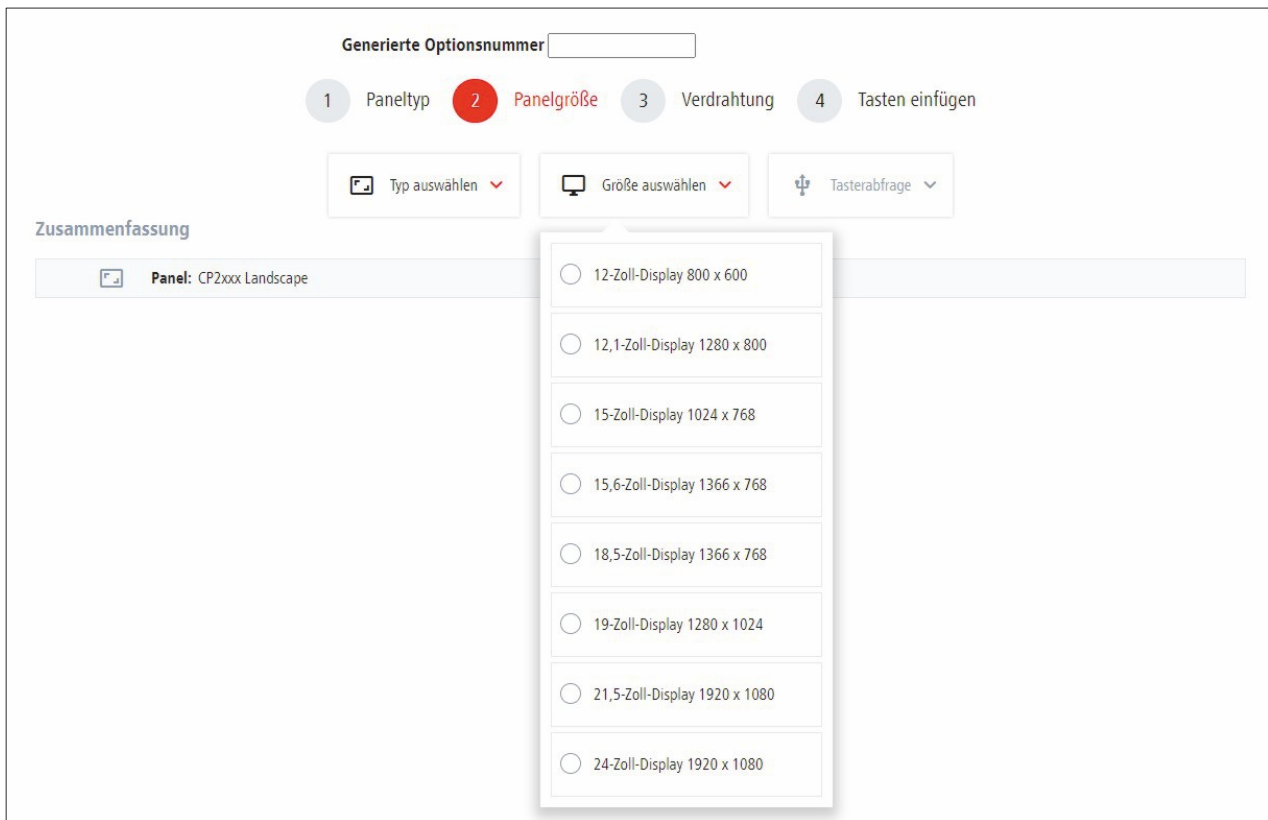 Generierte Optionsnummer
1 Paneltyp 2 Panelgröße 3 Verdrahtung 4 Tasten einfügen
Typ auswählen Größe auswählen Tasterabfrage
Zusammenfassung
Panel: CP2xxx Landscape
12-Zoll-Display 800 x 600
12,1-Zoll-Display 1280 x 800
15-Zoll-Display 1024 x 768
15,6-Zoll-Display 1366 x 768
18,5-Zoll-Display 1366 x 768
19-Zoll-Display 1280 x 1024
21,5-Zoll-Display 1920 x 1080
24-Zoll-Display 1920 x 1080